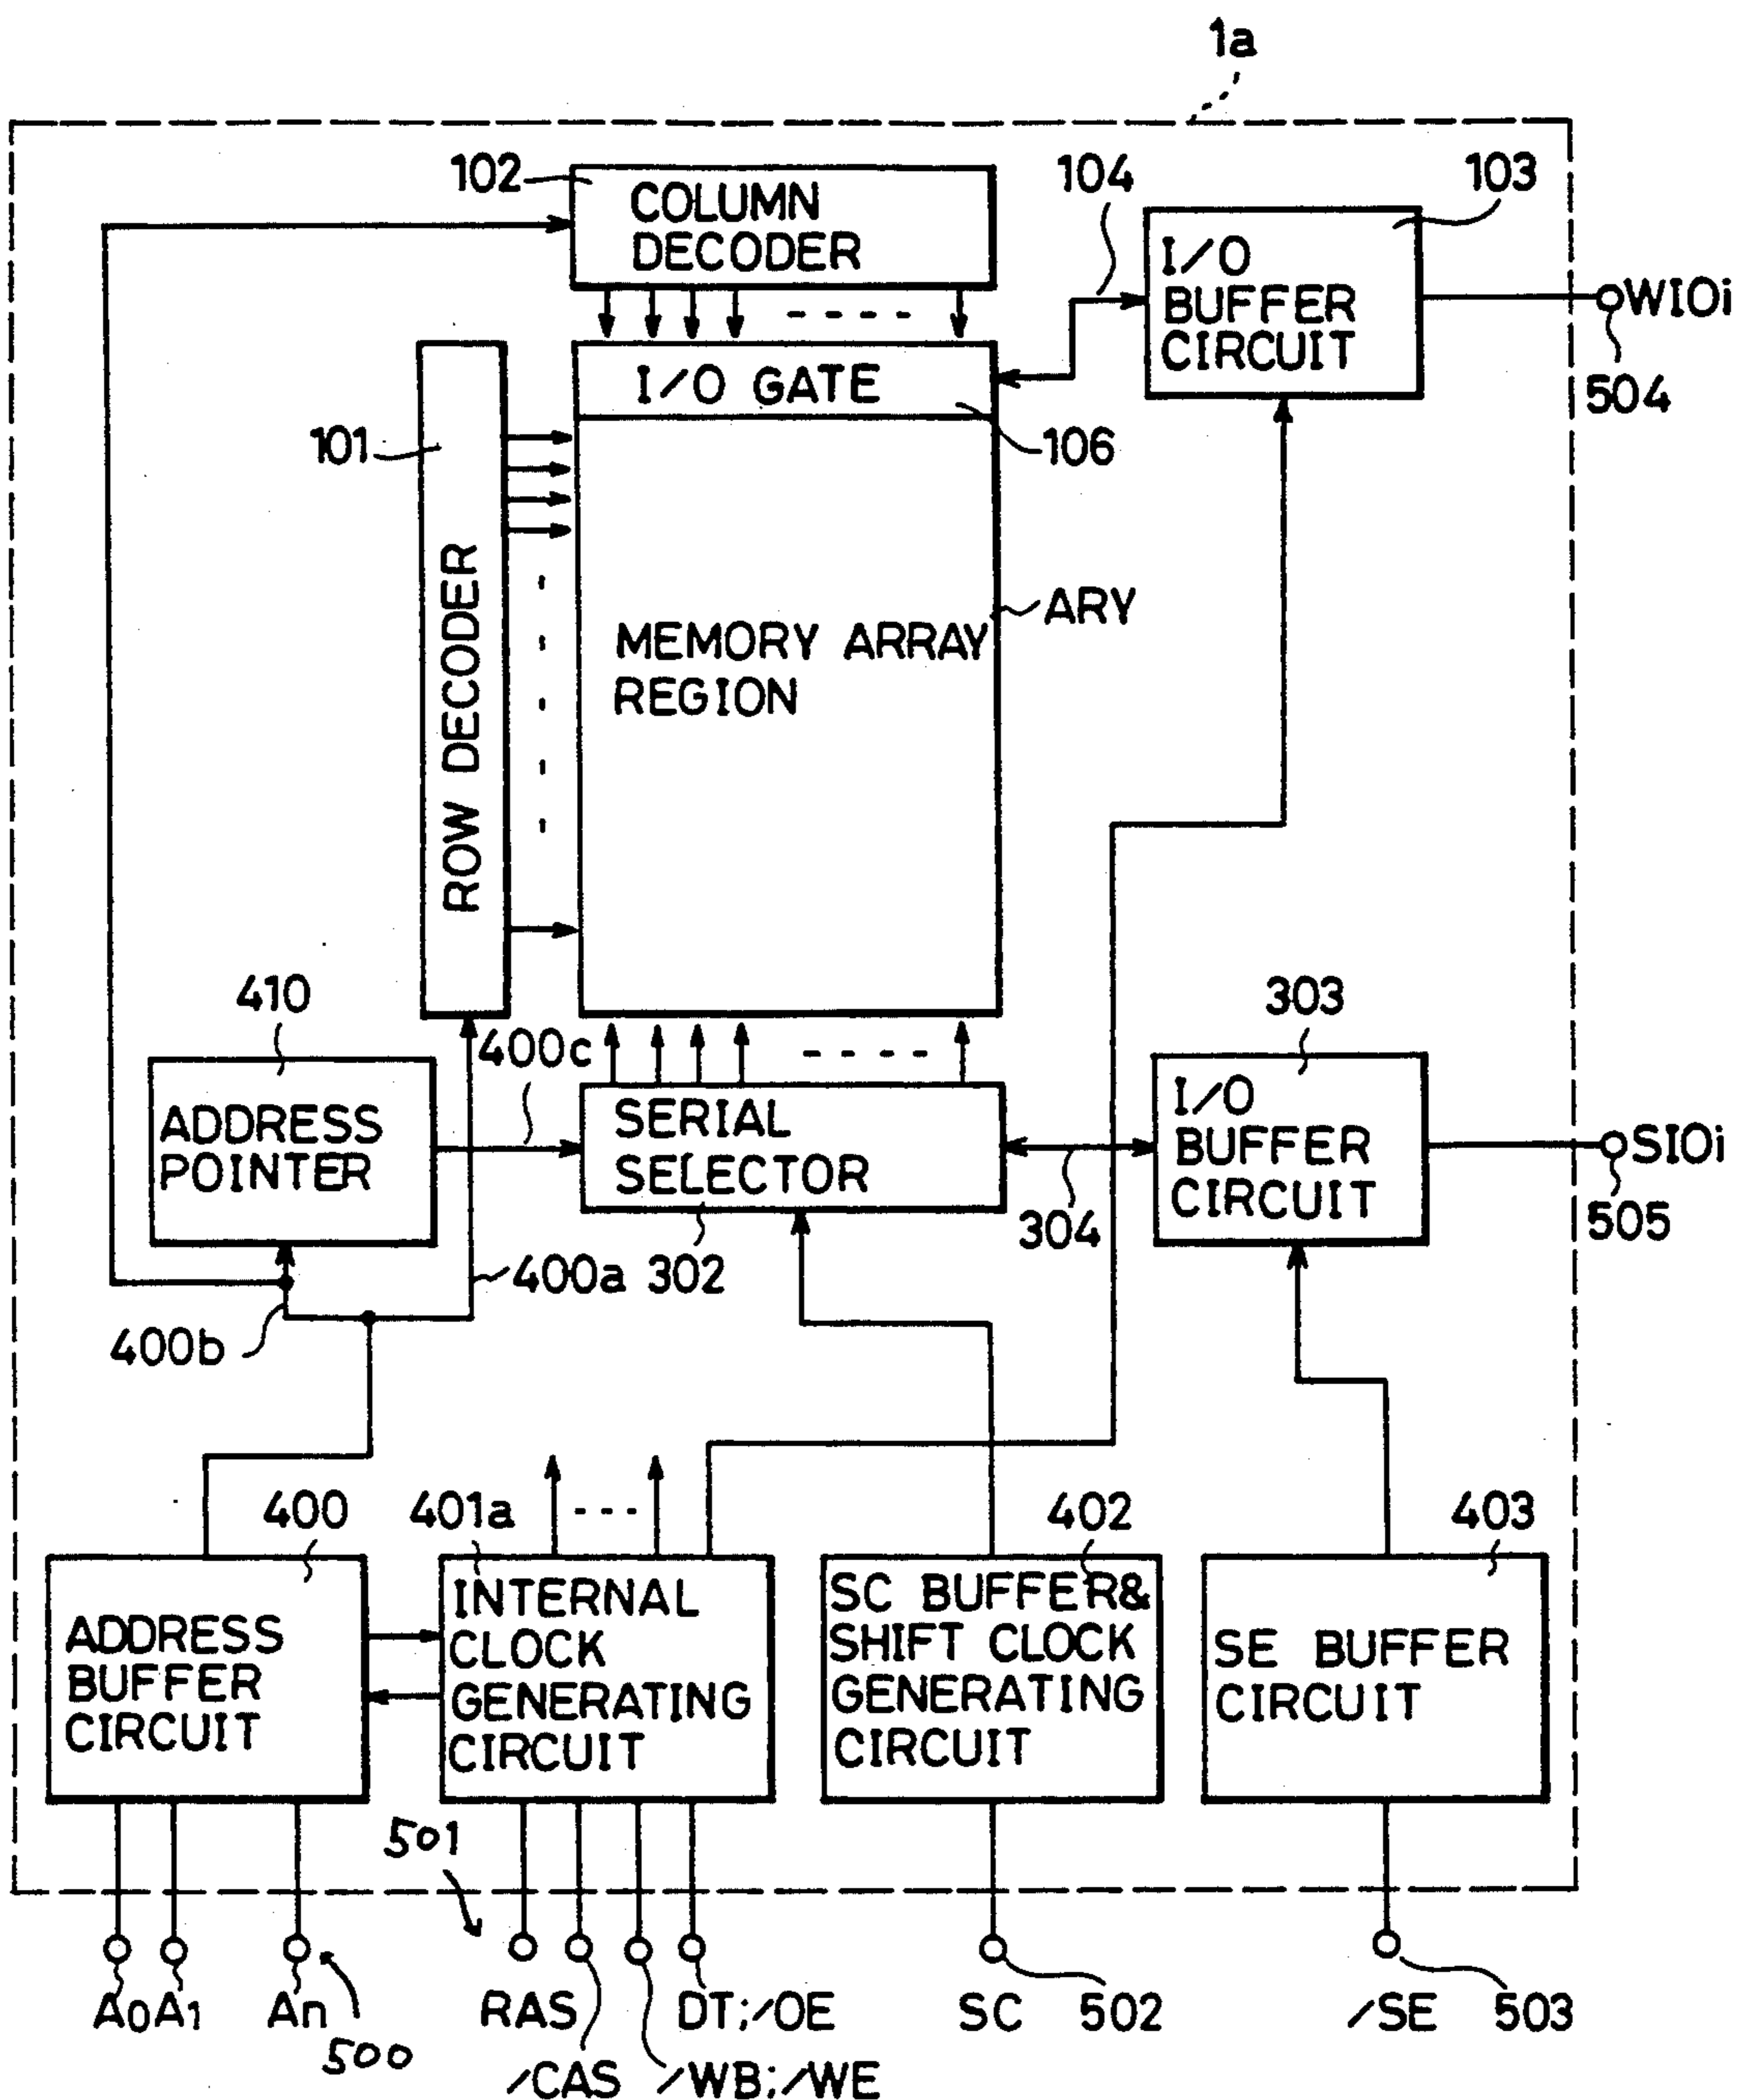 1a
102
COLUMN
DECODER
104
103
I/O
BUFFER
CIRCUIT
WIOi
504
I/O GATE
101
106
ROW DECODER
ARY
MEMORY ARRAY
REGION
410
400c
303
ADDRESS
POINTER
SERIAL
SELECTOR
I/O
BUFFER
CIRCUIT
SIOi
505
304
400a
302
400b
400
401a
402
403
ADDRESS
BUFFER
CIRCUIT
INTERNAL
CLOCK
GENERATING
CIRCUIT
SC BUFFER&
SHIFT CLOCK
GENERATING
CIRCUIT
SE BUFFER
CIRCUIT
501
A0 A1 An
500
RAS
DT;/OE
SC
502
/SE
503
/CAS
/WB;/WE